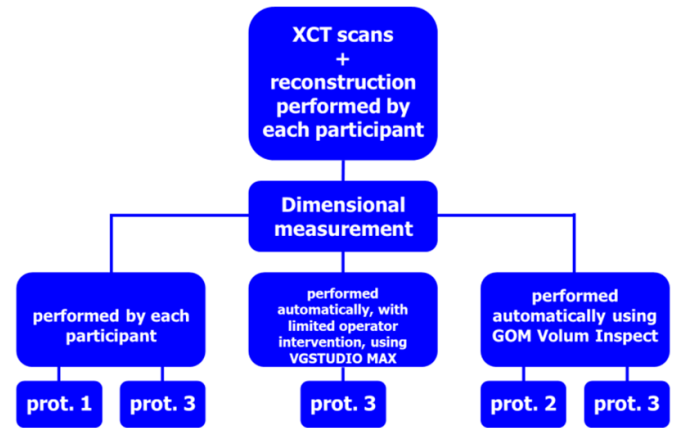 XCT scans
+
reconstruction
performed by
each participant
Dimensional
measurement
performed by each
participant
performed
automatically, with
limited operator
intervention, using
VGSTUDIO MAX
performed
automatically using
GOM Volum Inspect
prot. 1
prot. 3
prot. 3
prot. 2
prot. 3